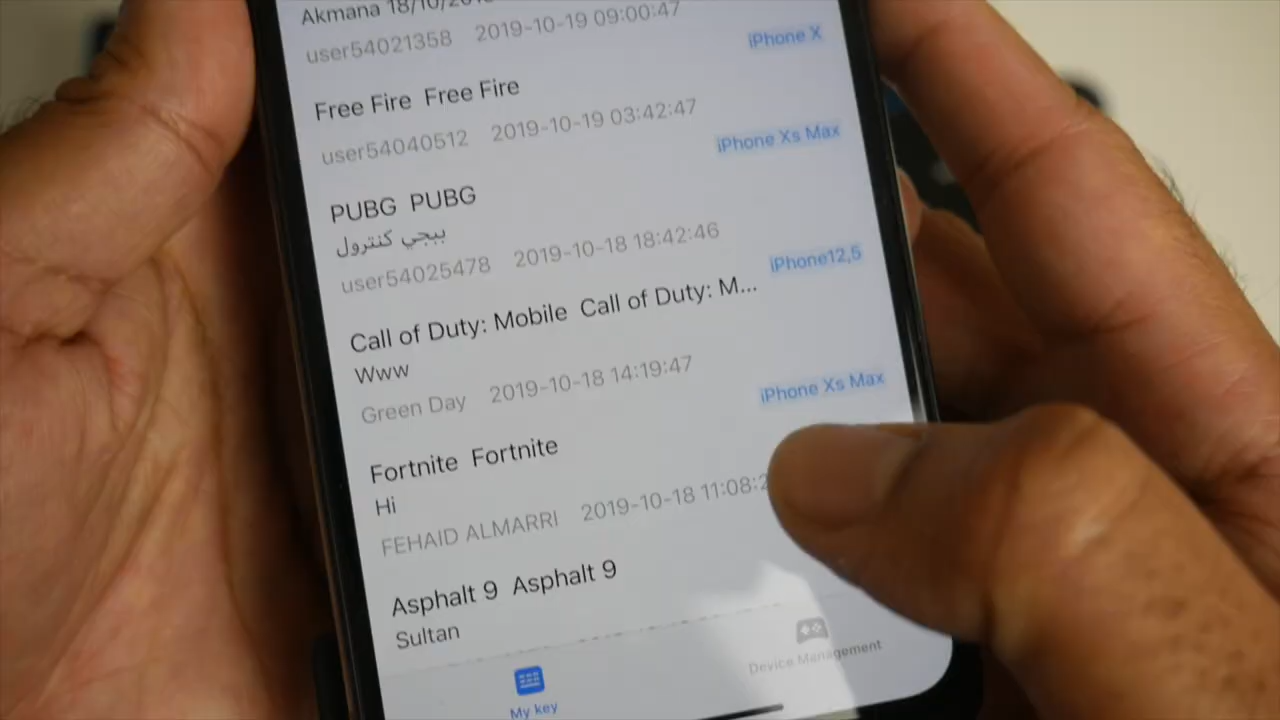 Akmana 18/10/201
user54021358 2019-10-19 09:00:47
iPhone X
Free Fire Free Fire
user54040512 2019-10-19 03:42:47
iPhone Xs Max
PUBG PUBG
ببجي كنترول
user54025478 2019-10-18 18:42:46
iPhone12,5
Call of Duty: Mobile Call of Duty: M...
Www
Green Day 2019-10-18 14:19:47
iPhone Xs Max
Fortnite Fortnite
Hi
FEHAID ALMARRI 2019-10-18 11:08:2
Asphalt 9 Asphalt 9
Sultan
My key
Device Management